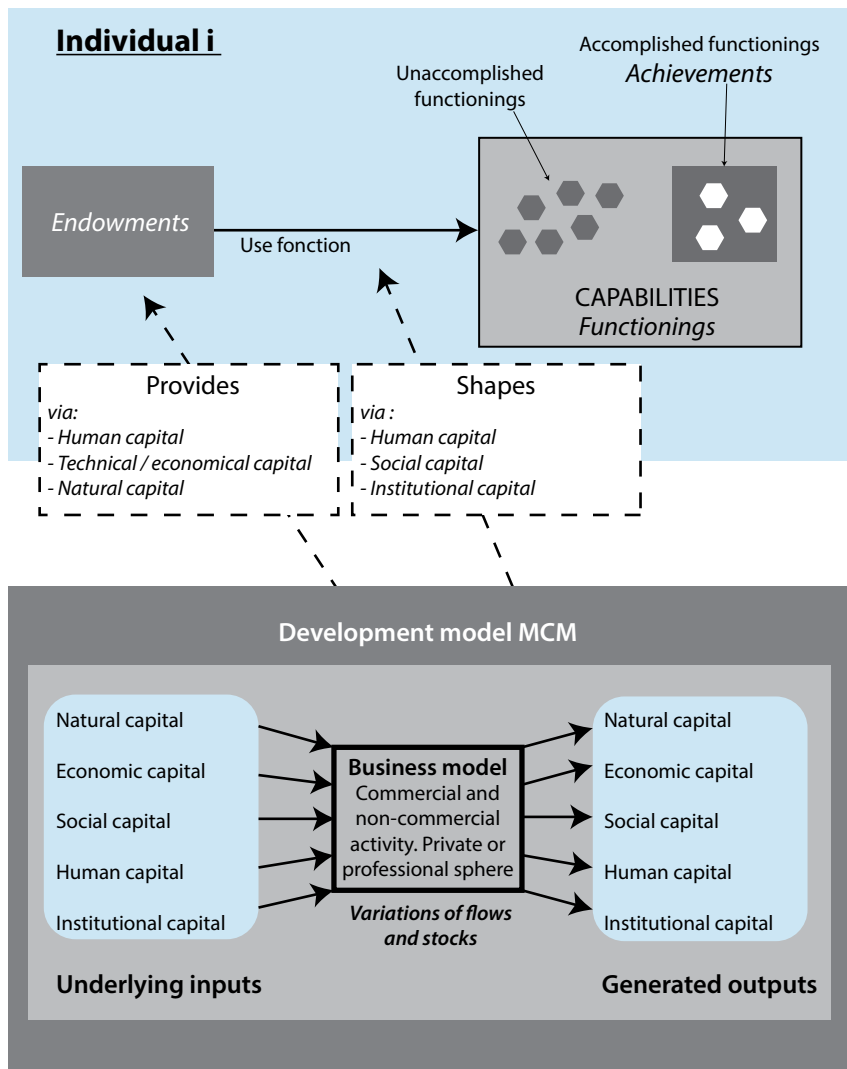 Individual i
Accomplished functionings
Achievements
Unaccomplished
functionings
Endowments
Use fonction
CAPABILITIES
Functionings
Provides
via:
- Human capital
- Technical / economical capital
- Natural capital
Shapes
via :
- Human capital
- Social capital
- Institutional capital
Development model MCM
Natural capital
Economic capital
Social capital
Human capital
Institutional capital
Underlying inputs
Business model
Commercial and
non-commercial
activity. Private or
professional sphere
Variations of flows
and stocks
Natural capital
Economic capital
Social capital
Human capital
Institutional capital
Generated outputs